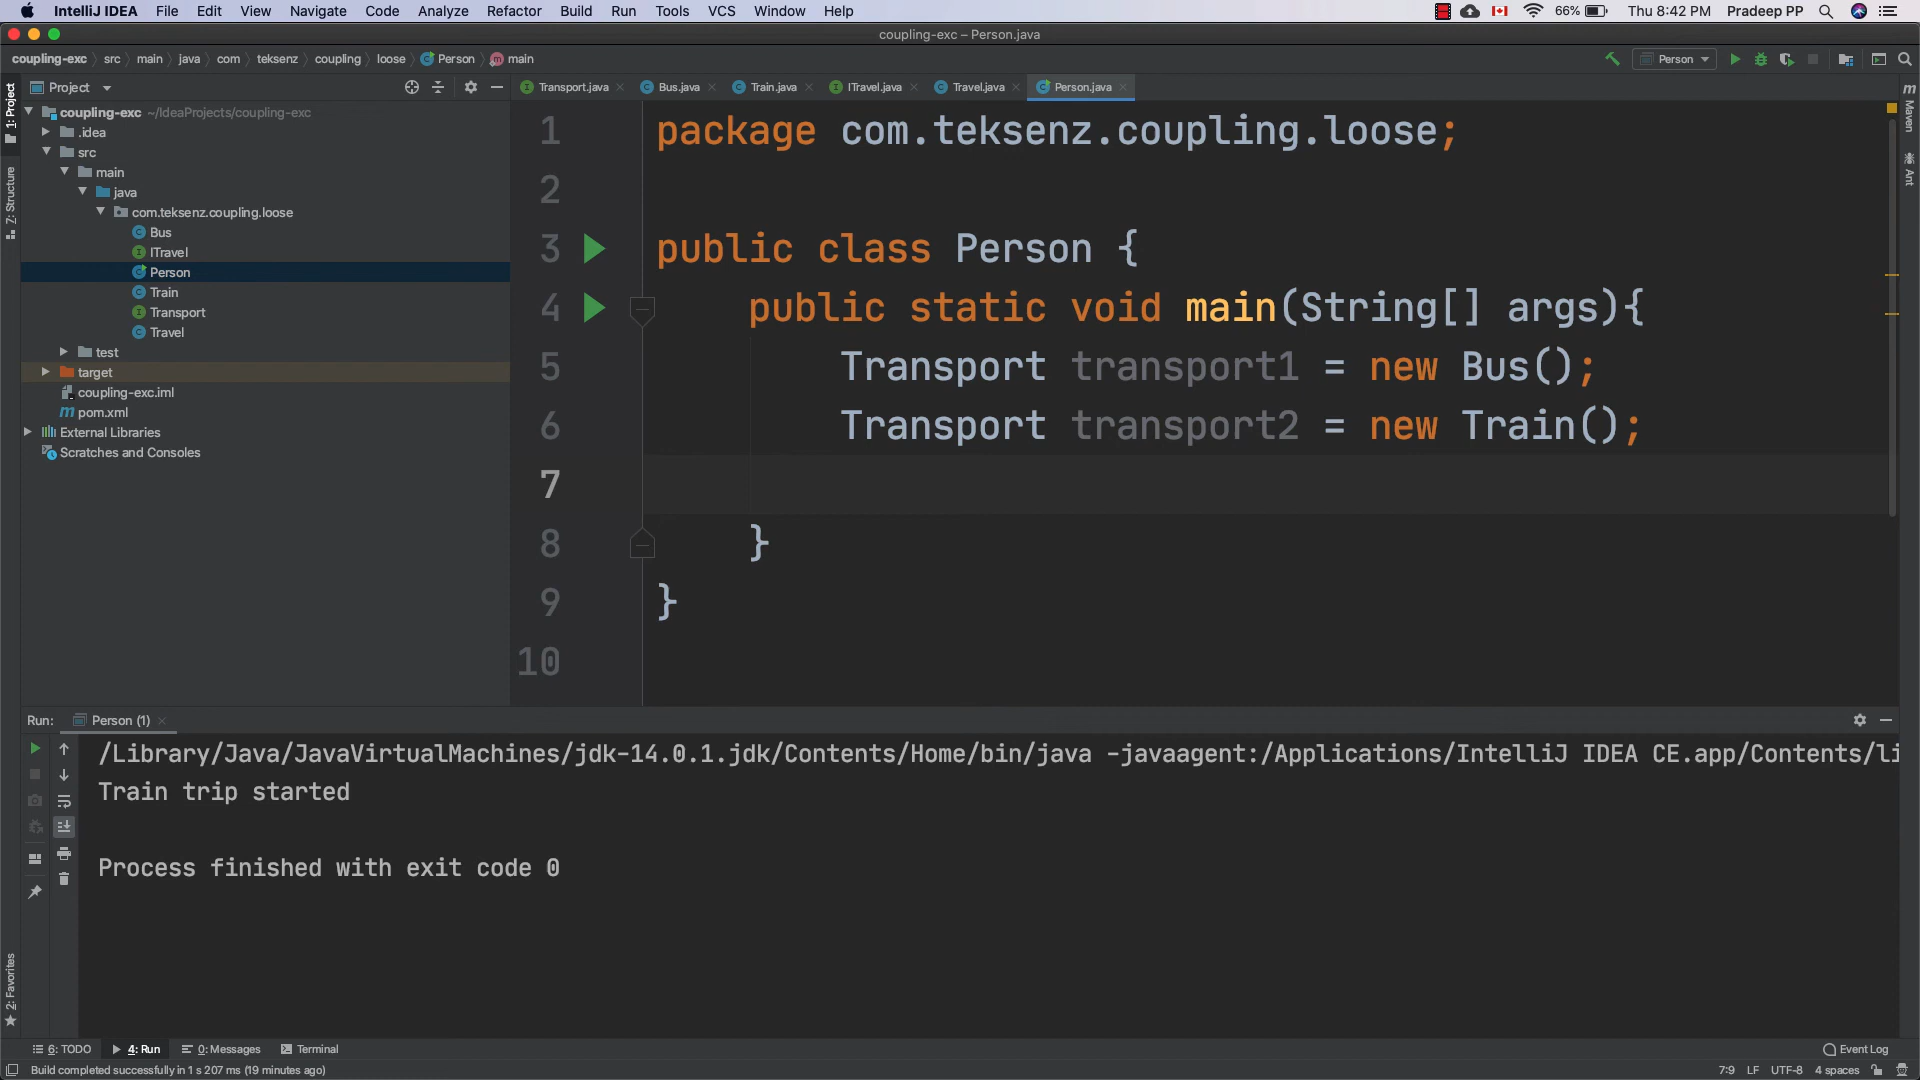 IntelliJ IDEA File Edit View Navigate Code Analyze Refactor Build Run Tools VCS Window Help 66% Thu 8:42 PM Pradeep PP
coupling-exc – Person.java
coupling-exc src main java com teksenz coupling loose Person main Person
Project Transport.java Bus.java Train.java ITravel.java Travel.java Person.java
1: Project
Z: Structure
2: Favorites
Maven
Ant
coupling-exc ~/IdeaProjects/coupling-exc
.idea
src
main
java
com.teksenz.coupling.loose
Bus
ITravel
Person
Train
Transport
Travel
test
target
coupling-exc.iml
pom.xml
External Libraries
Scratches and Consoles
1 package com.teksenz.coupling.loose;
2
3 public class Person {
4 public static void main(String[] args){
5 Transport transport1 = new Bus();
6 Transport transport2 = new Train();
7
8 }
9 }
10
Run: Person (1)
/Library/Java/JavaVirtualMachines/jdk-14.0.1.jdk/Contents/Home/bin/java -javaagent:/Applications/IntelliJ IDEA CE.app/Contents/li
Train trip started
Process finished with exit code 0
6: TODO 4: Run 0: Messages Terminal Event Log
Build completed successfully in 1 s 207 ms (19 minutes ago) 7:9 LF UTF-8 4 spaces